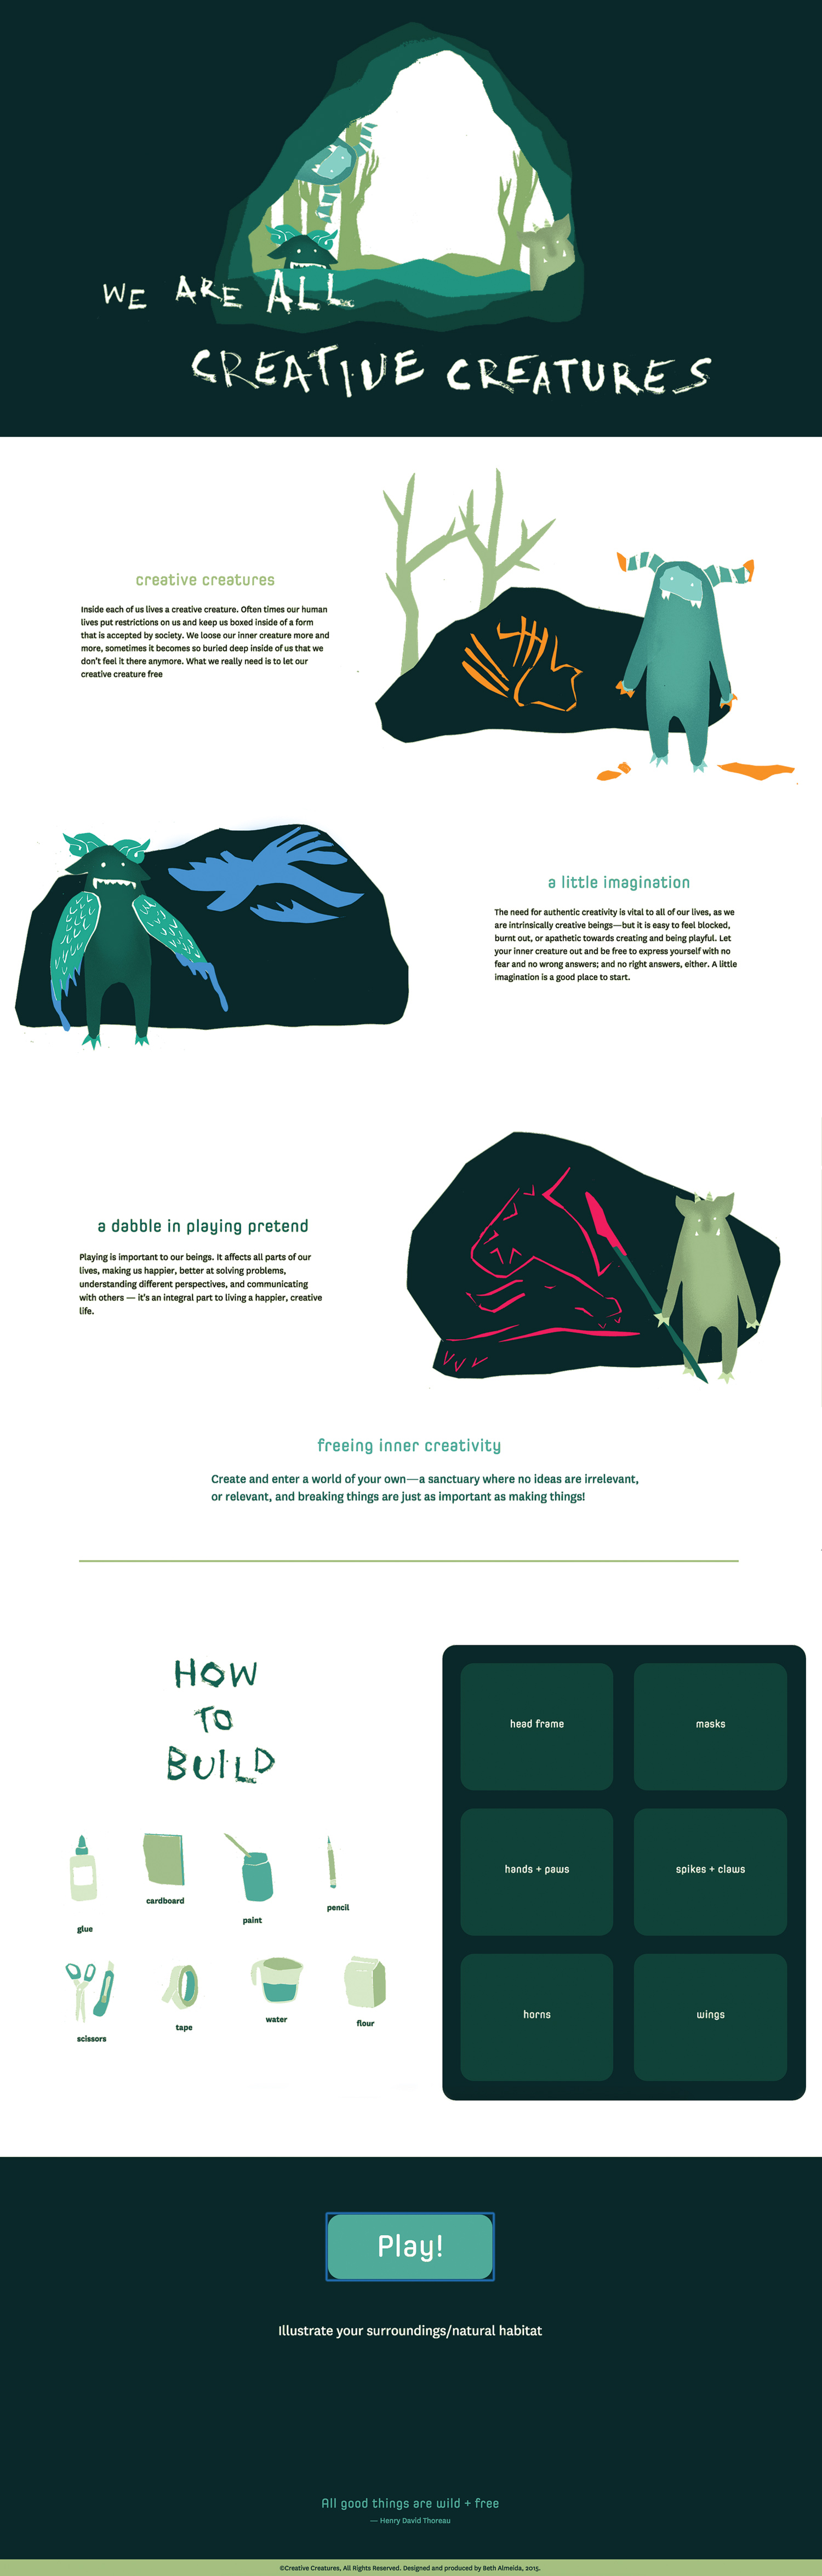 WE ARE ALL
CREATIVE CREATURES
creative creatures
Inside each of us lives a creative creature. Often times our human
lives put restrictions on us and keep us boxed inside of a form
that is accepted by society. We loose our inner creature more and
more, sometimes it becomes so buried deep inside of us that we
don't feel it there anymore. What we really need is to let our
creative creature free
a little imagination
The need for authentic creativity is vital to all of our lives, as we
are intrinsically creative beings—but it is easy to feel blocked,
burnt out, or apathetic towards creating and being playful. Let
your inner creature out and be free to express yourself with no
fear and no wrong answers; and no right answers, either. A little
imagination is a good place to start.
a dabble in playing pretend
Playing is important to our beings. It affects all parts of our
lives, making us happier, better at solving problems,
understanding different perspectives, and communicating
with others — it's an integral part to living a happier, creative
life.
freeing inner creativity
Create and enter a world of your own—a sanctuary where no ideas are irrelevant,
or relevant, and breaking things are just as important as making things!
HOW
TO
BUILD
glue
cardboard
paint
pencil
scissors
tape
water
flour
head frame
masks
hands + paws
spikes + claws
horns
wings
Play!
Illustrate your surroundings/natural habitat
All good things are wild + free
— Henry David Thoreau
©Creative Creatures, All Rights Reserved. Designed and produced by Beth Almeida, 2015.